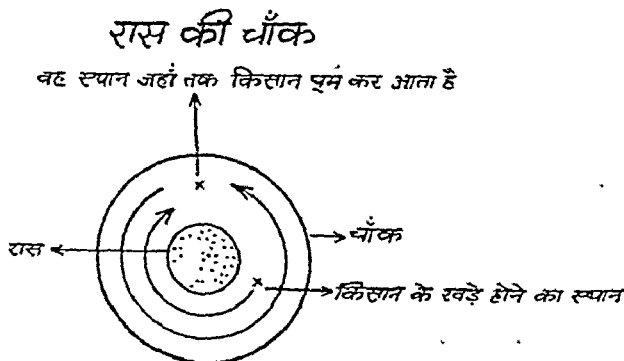 रास की चाँक
वह स्थान जहाँ तक किसान घूम कर आता है
रास
चाँक
किसान के खड़े होने का स्थान